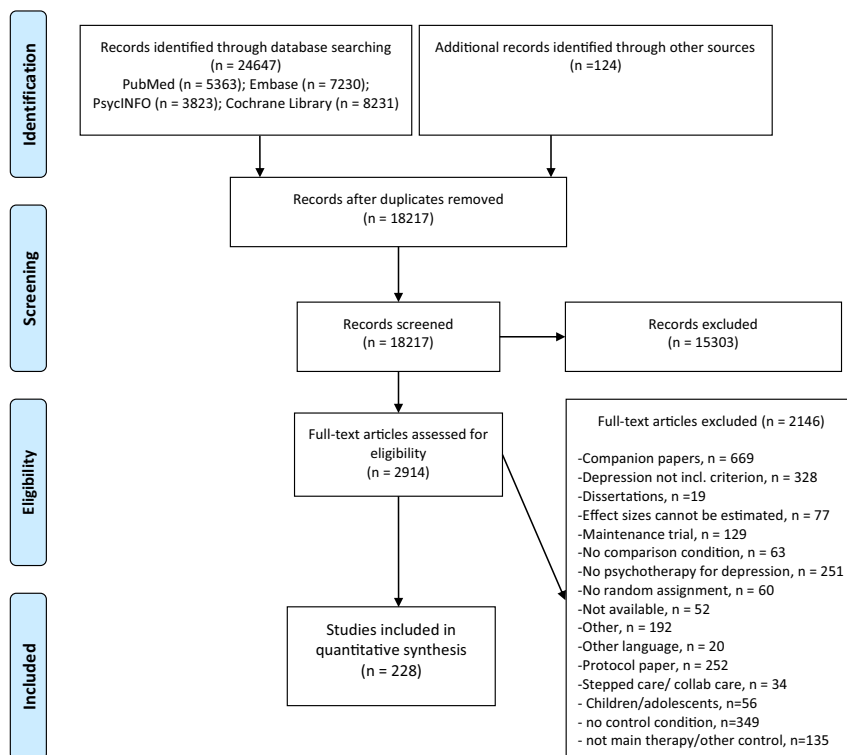 Identification
Records identified through database searching
(n = 24647)
PubMed (n = 5363); Embase (n = 7230);
PsycINFO (n = 3823); Cochrane Library (n = 8231)
Additional records identified through other sources
(n =124)
Records after duplicates removed
(n = 18217)
Screening
Records screened
(n = 18217)
Records excluded
(n = 15303)
Eligibility
Full-text articles assessed for
eligibility
(n = 2914)
Full-text articles excluded (n = 2146)
-Companion papers, n = 669
-Depression not incl. criterion, n = 328
-Dissertations, n =19
-Effect sizes cannot be estimated, n = 77
-Maintenance trial, n = 129
-No comparison condition, n = 63
-No psychotherapy for depression, n = 251
-No random assignment, n = 60
-Not available, n = 52
-Other, n = 192
-Other language, n = 20
-Protocol paper, n = 252
-Stepped care/ collab care, n = 34
- Children/adolescents, n=56
- no control condition, n=349
- not main therapy/other control, n=135
Included
Studies included in
quantitative synthesis
(n = 228)